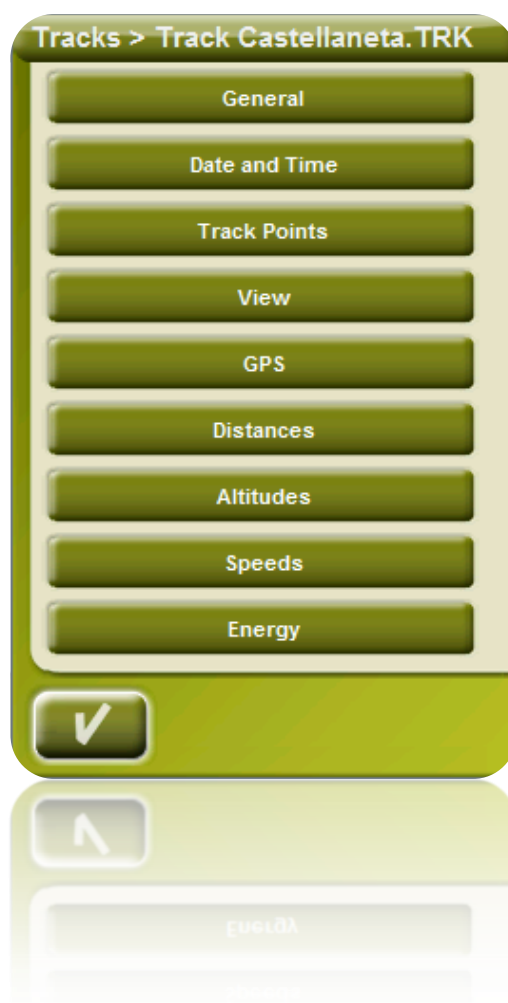 Tracks > Track Castellaneta.TRK
General
Date and Time
Track Points
View
GPS
Distances
Altitudes
Speeds
Energy